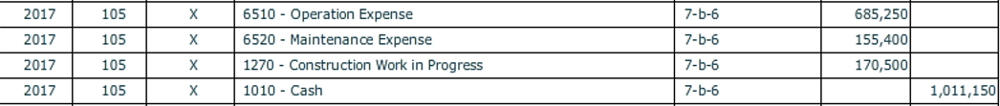 2017 105 X 6510 - Operation Expense 7-b-6 685,250
2017 105 X 6520 - Maintenance Expense 7-b-6 155,400
2017 105 X 1270 - Construction Work in Progress 7-b-6 170,500
2017 105 X 1010 - Cash 7-b-6 1,011,150